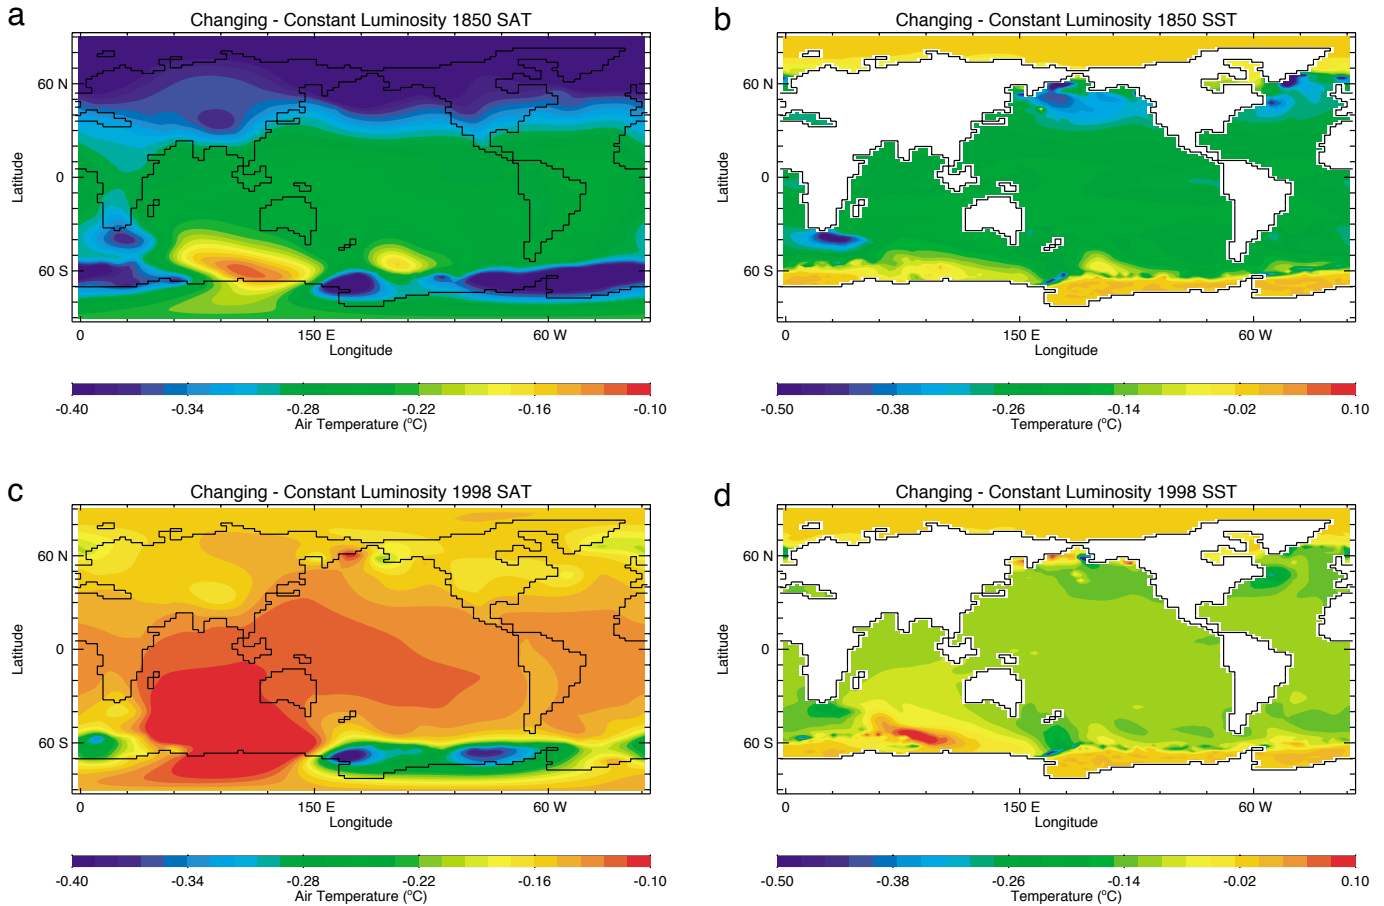 a
Changing - Constant Luminosity 1850 SAT
60 N
0
60 S
Latitude
0
150 E
60 W
Longitude
-0.40
-0.34
-0.28
-0.22
-0.16
-0.10
Air Temperature (°C)
b
Changing - Constant Luminosity 1850 SST
60 N
0
60 S
Latitude
0
150 E
60 W
Longitude
-0.50
-0.38
-0.26
-0.14
-0.02
0.10
Temperature (°C)
c
Changing - Constant Luminosity 1998 SAT
60 N
0
60 S
Latitude
0
150 E
60 W
Longitude
-0.40
-0.34
-0.28
-0.22
-0.16
-0.10
Air Temperature (°C)
d
Changing - Constant Luminosity 1998 SST
60 N
0
60 S
Latitude
0
150 E
60 W
Longitude
-0.50
-0.38
-0.26
-0.14
-0.02
0.10
Temperature (°C)